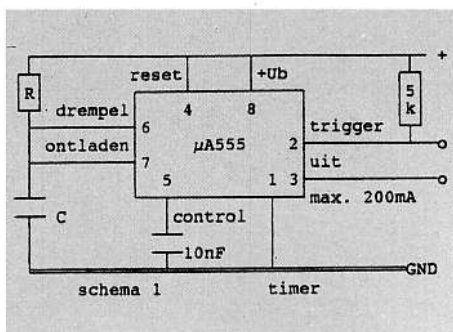 +
reset
+Ub
R
5
k
drempel
4
8
6
trigger
ontladen
µA555
2
7
uit
5
1
3
max. 200mA
C
control
10nF
GND
schema 1
timer